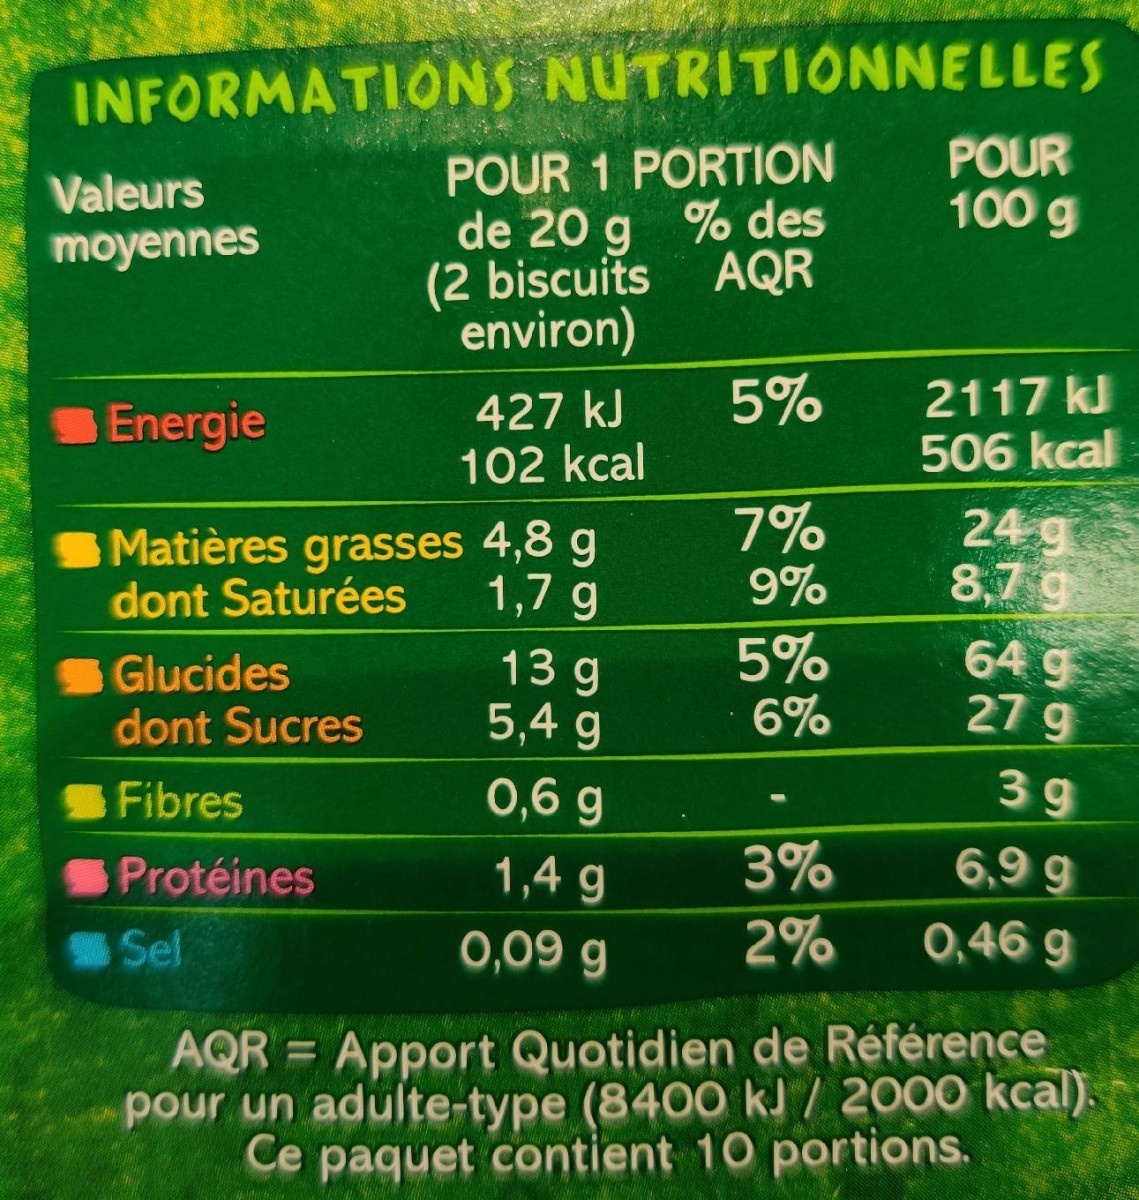 INFORMATIONS NUTRITIONNELLES
Valeurs moyennes
POUR 1 PORTION de 20 g (2 biscuits environ)
% des AQR
POUR 100 g
Energie 427 kJ 5% 2117 kJ
102 kcal 506 kcal
Matières grasses 4,8 g 7% 24 g
dont Saturées 1,7 g 9% 8,7 g
Glucides 13 g 5% 64 g
dont Sucres 5,4 g 6% 27 g
Fibres 0,6 g - 3 g
Protéines 1,4 g 3% 6,9 g
Sel 0,09 g 2% 0,46 g
AQR = Apport Quotidien de Référence
pour un adulte-type (8400 kJ / 2000 kcal).
Ce paquet contient 10 portions.